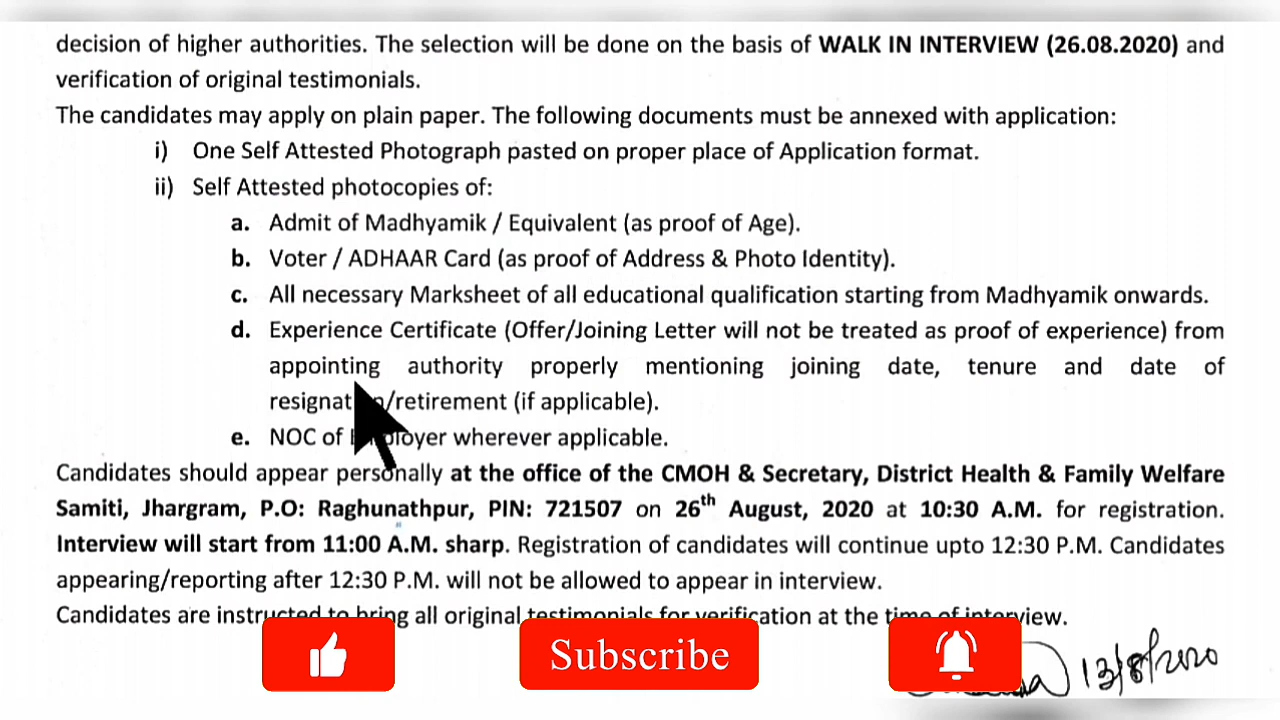 decision of higher authorities. The selection will be done on the basis of WALK IN INTERVIEW (26.08.2020) and
verification of original testimonials.
The candidates may apply on plain paper. The following documents must be annexed with application:
i) One Self Attested Photograph pasted on proper place of Application format.
ii) Self Attested photocopies of:
a. Admit of Madhyamik / Equivalent (as proof of Age).
b. Voter / ADHAAR Card (as proof of Address & Photo Identity).
c. All necessary Marksheet of all educational qualification starting from Madhyamik onwards.
d. Experience Certificate (Offer/Joining Letter will not be treated as proof of experience) from
appointing authority properly mentioning joining date, tenure and date of
/retirement (if applicable).
e. NOC of wherever applicable.
Candidates should appear personally at the office of the CMOH & Secretary, District Health & Family Welfare
Samiti, Jhargram, P.O: Raghunathpur, PIN: 721507 on 26th August, 2020 at 10:30 A.M. for registration.
Interview will start from 11:00 A.M. sharp. Registration of candidates will continue upto 12:30 P.M. Candidates
appearing/reporting after 12:30 P.M. will not be allowed to appear in interview.
Candidates are instructed to bring all original testimonials for verification at the time of interview.
Subscribe
13/8/2020